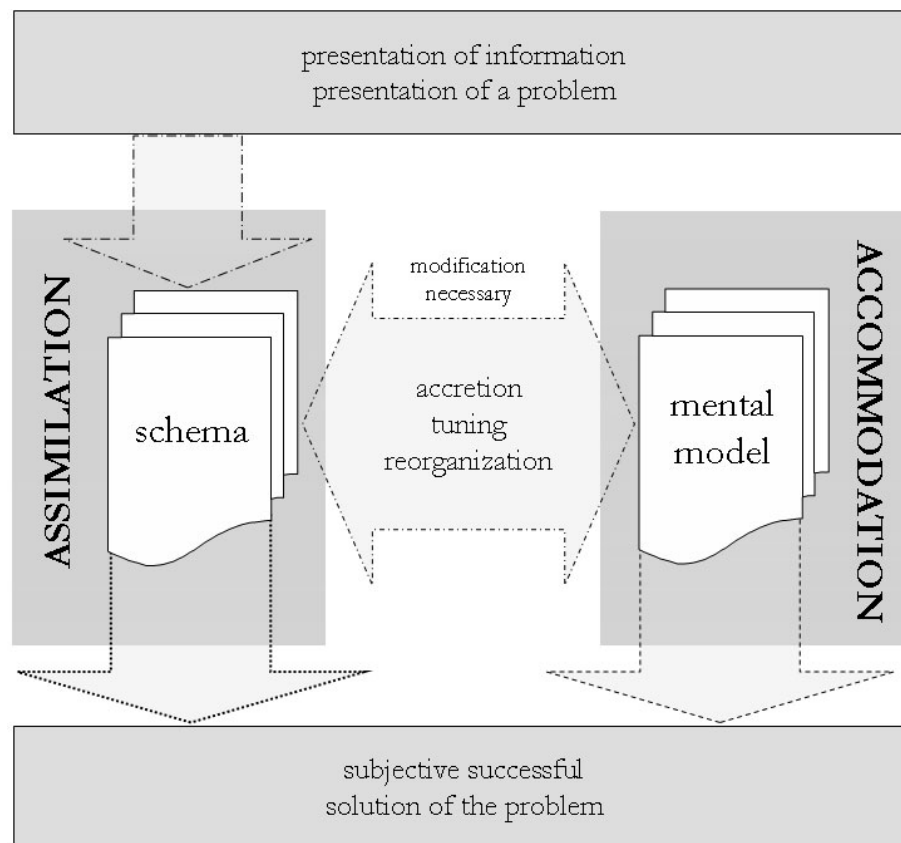 presentation of information
presentation of a problem
ASSIMILATION
schema
modification
necessary
accretion
tuning
reorganization
mental
model
ACCOMMODATION
subjective successful
solution of the problem